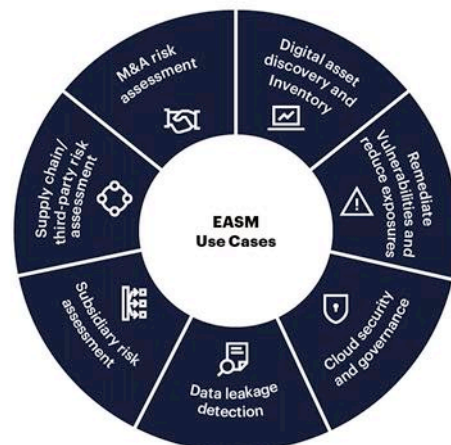 EASM
Use Cases
Digital asset
discovery and
Inventory
Remediate
Vulnerabilities and
reduce exposures
Cloud security
and governance
Data leakage
detection
Subsidiary risk
assessment
Supply chain/
third-party risk
assessment
M&A risk
assessment